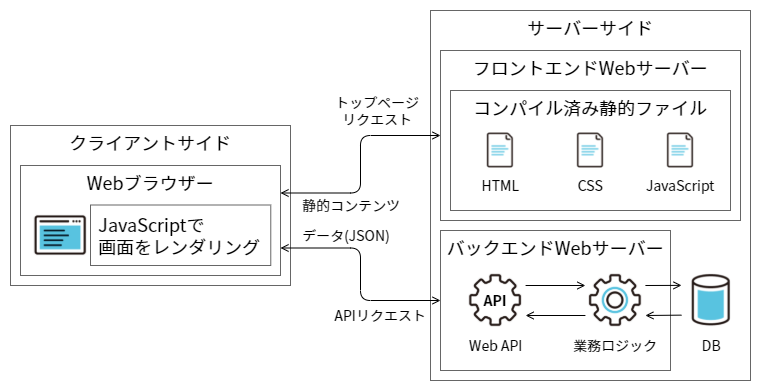 サーバーサイド
フロントエンドWebサーバー
コンパイル済み静的ファイル
HTML
CSS
JavaScript
トップページ
リクエスト
クライアントサイド
Webブラウザー
JavaScriptで
画面をレンダリング
静的コンテンツ
データ(JSON)
APIリクエスト
バックエンドWebサーバー
API
Web API
業務ロジック
DB